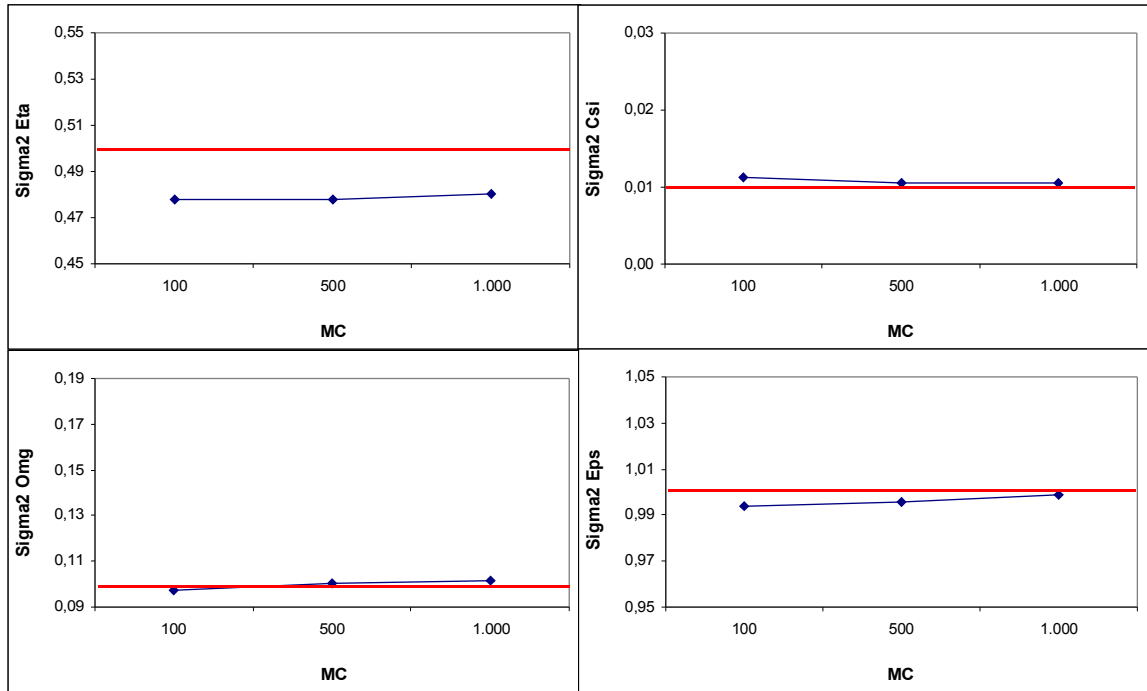 Sigma2 Eta
0,55
0,53
0,51
0,49
0,47
0,45
100 500 1.000
MC
Sigma2 Csi
0,03
0,02
0,01
0,00
100 500 1.000
MC
Sigma2 Omg
0,19
0,17
0,15
0,13
0,11
0,09
100 500 1.000
MC
Sigma2 Eps
1,05
1,03
1,01
0,99
0,97
0,95
100 500 1.000
MC